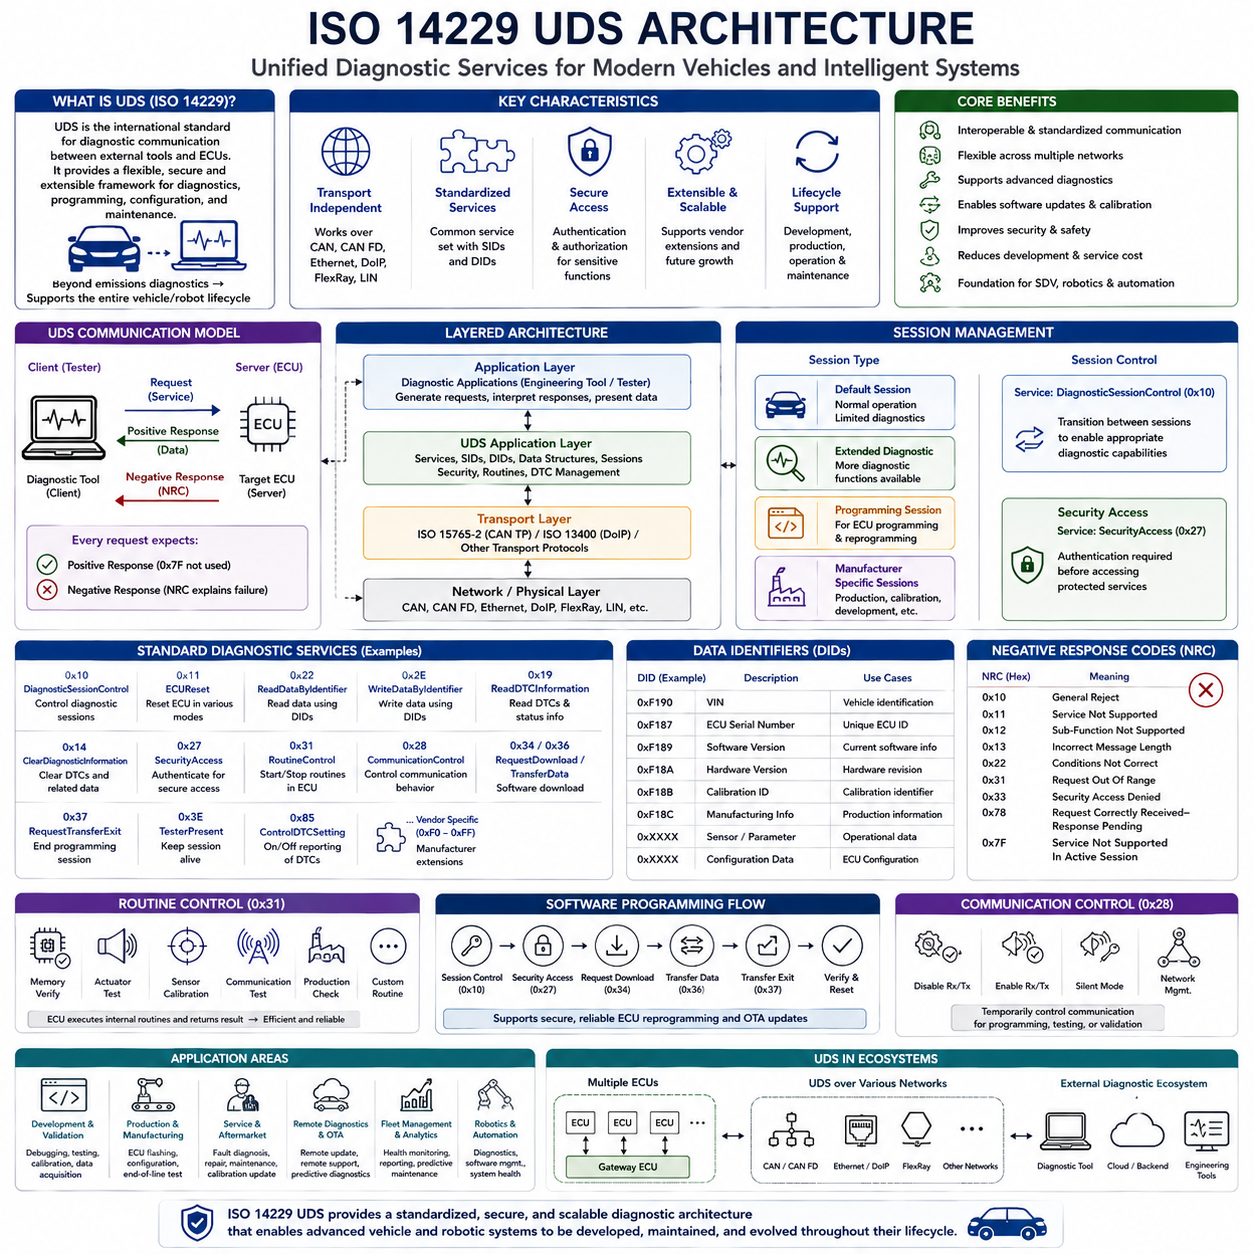 ISO 14229 UDS ARCHITECTURE
Unified Diagnostic Services for Modern Vehicles and Intelligent Systems
WHAT IS UDS (ISO 14229)?
UDS is the international standard
for diagnostic communication
between external tools and ECUs.
It provides a flexible, secure and
extensible framework for diagnostics,
programming, configuration, and
maintenance.
Beyond emissions diagnostics →
Supports the entire vehicle/robot lifecycle
KEY CHARACTERISTICS
Transport
Independent
Works over
CAN, CAN FD,
Ethernet, DoIP,
FlexRay, LIN
Standardized
Services
Common service
set with SIDs
and DIDs
Secure
Access
Authentication
& authorization
for sensitive
functions
Extensible &
Scalable
Supports vendor
extensions and
future growth
Lifecycle
Support
Development,
production,
operation &
maintenance
CORE BENEFITS
Interoperable & standardized communication
Flexible across multiple networks
Supports advanced diagnostics
Enables software updates & calibration
Improves security & safety
Reduces development & service cost
Foundation for SDV, robotics & automation
UDS COMMUNICATION MODEL
Client (Tester)
Server (ECU)
Request
(Service)
ECU
Positive Response
(Data)
Negative Response
(NRC)
Diagnostic Tool
(Client)
Target ECU
(Server)
Every request expects:
Positive Response (0x7F not used)
Negative Response (NRC explains failure)
LAYERED ARCHITECTURE
Application Layer
Diagnostic Applications (Engineering Tool / Tester)
Generate requests, interpret responses, present data
UDS Application Layer
Services, SIDs, DIDs, Data Structures, Sessions
Security, Routines, DTC Management
Transport Layer
ISO 15765-2 (CAN TP) / ISO 13400 (DoIP) /
Other Transport Protocols
Network / Physical Layer
CAN, CAN FD, Ethernet, DoIP, FlexRay, LIN, etc.
SESSION MANAGEMENT
Session Type
Default Session
Normal operation
Limited diagnostics
Extended Diagnostic
More diagnostic
functions available
Programming Session
For ECU programming
& reprogramming
Manufacturer
Specific Sessions
Production, calibration,
development, etc.
Session Control
Service: DiagnosticSessionControl (0x10)
Transition between sessions
to enable appropriate
diagnostic capabilities
Security Access
Service: SecurityAccess (0x27)
Authentication required
before accessing
protected services
STANDARD DIAGNOSTIC SERVICES (Examples)
0x10
DiagnosticSessionControl
Control diagnostic
sessions
0x11
ECUReset
Reset ECU in various
modes
0x22
ReadDataByIdentifier
Read data using
DIDs
0x2E
WriteDataByIdentifier
Write data using
DIDs
0x19
ReadDTCInformation
Read DTCs &
status info
0x14
ClearDiagnosticInformation
Clear DTCs and
related data
0x27
SecurityAccess
Authenticate for
secure access
0x31
RoutineControl
Start/Stop routines
in ECU
0x28
CommunicationControl
Control communication
behavior
0x34 / 0x36
RequestDownload /
TransferData
Software download
0x37
RequestTransferExit
End programming
session
0x3E
TesterPresent
Keep session
alive
0x85
ControlDTCSetting
On/Off reporting
of DTCs
... Vendor Specific
(0xF0 – 0xFF)
Manufacturer
extensions
DATA IDENTIFIERS (DIDs)
DID (Example) Description Use Cases
0xF190 VIN Vehicle identification
0xF187 ECU Serial Number Unique ECU ID
0xF189 Software Version Current software info
0xF18A Hardware Version Hardware revision
0xF18B Calibration ID Calibration identifier
0xF18C Manufacturing Info Production information
0xXXXX Sensor / Parameter Operational data
0xXXXX Configuration Data ECU Configuration
NEGATIVE RESPONSE CODES (NRC)
NRC (Hex) Meaning
0x10 General Reject
0x11 Service Not Supported
0x12 Sub-Function Not Supported
0x13 Incorrect Message Length
0x22 Conditions Not Correct
0x31 Request Out Of Range
0x33 Security Access Denied
0x78 Request Correctly Received–
Response Pending
0x7F Service Not Supported
In Active Session
ROUTINE CONTROL (0x31)
Memory
Verify
Actuator
Test
Sensor
Calibration
Communication
Test
Production
Check
Custom
Routine
ECU executes internal routines and returns result → Efficient and reliable
SOFTWARE PROGRAMMING FLOW
Session Control
(0x10)
Security Access
(0x27)
Request Download
(0x34)
Transfer Data
(0x36)
Transfer Exit
(0x37)
Verify &
Reset
Supports secure, reliable ECU reprogramming and OTA updates
COMMUNICATION CONTROL (0x28)
Disable Rx/Tx
Enable Rx/Tx
Silent Mode
Network
Mgmt.
Temporarily control communication
for programming, testing, or validation
APPLICATION AREAS
Development &
Validation
Debugging, testing,
calibration, data
acquisition
Production &
Manufacturing
ECU flashing,
configuration,
end-of-line test
Service &
Aftermarket
Fault diagnosis,
repair, maintenance,
calibration update
Remote Diagnostics
& OTA
Remote update,
remote support,
predictive diagnostics
Fleet Management
& Analytics
Health monitoring,
reporting, predictive
maintenance
Robotics &
Automation
Diagnostics,
software mgmt.,
system health
UDS IN ECOSYSTEMS
Multiple ECUs
ECU ECU ECU ...
Gateway ECU
UDS over Various Networks
CAN / CAN FD
Ethernet / DoIP
FlexRay
Other Networks
External Diagnostic Ecosystem
Diagnostic Tool
Cloud / Backend
Engineering
Tools
ISO 14229 UDS provides a standardized, secure, and scalable diagnostic architecture
that enables advanced vehicle and robotic systems to be developed, maintained, and evolved throughout their lifecycle.